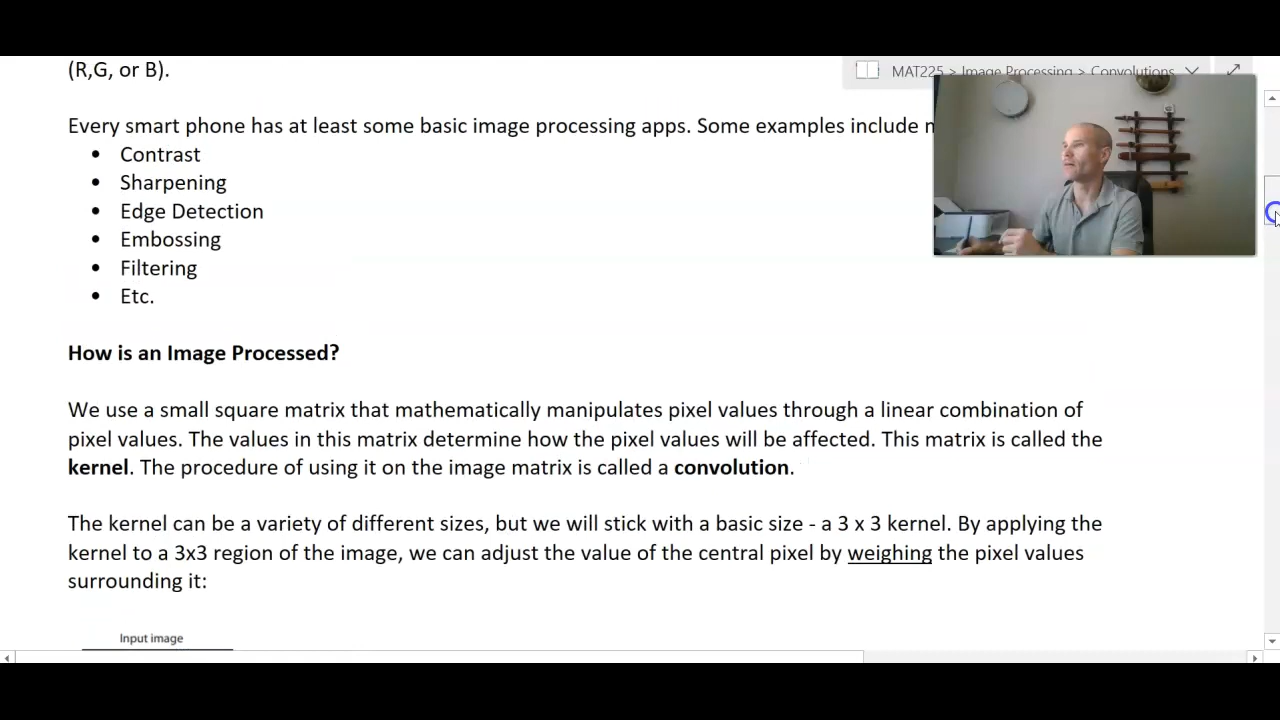 (R,G, or B).
MAT225 > Image Processing > Convolutions
Every smart phone has at least some basic image processing apps. Some examples include
• Contrast
• Sharpening
• Edge Detection
• Embossing
• Filtering
• Etc.
How is an Image Processed?
We use a small square matrix that mathematically manipulates pixel values through a linear combination of
pixel values. The values in this matrix determine how the pixel values will be affected. This matrix is called the
kernel. The procedure of using it on the image matrix is called a convolution.
The kernel can be a variety of different sizes, but we will stick with a basic size - a 3 x 3 kernel. By applying the
kernel to a 3x3 region of the image, we can adjust the value of the central pixel by weighing the pixel values
surrounding it:
Input image